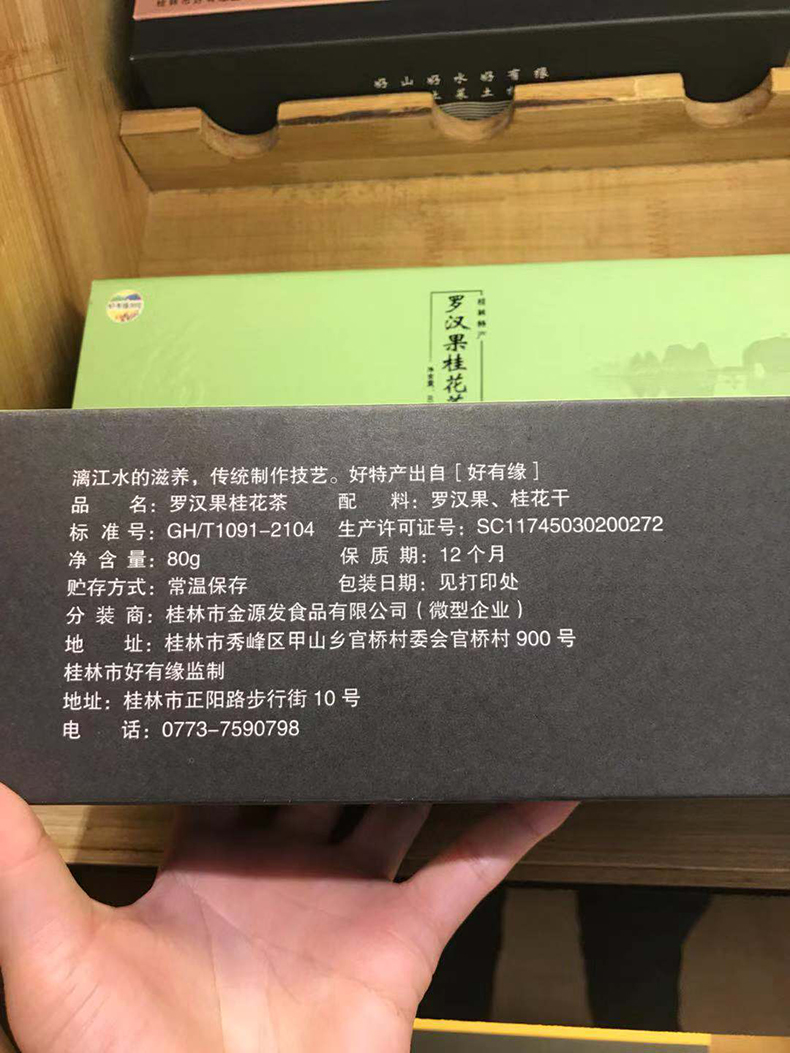 好山好水好有缘
桂林特产
罗汉果桂花茶
漓江水的滋养，传统制作技艺。好特产出自［好有缘］
品 名：罗汉果桂花茶 配 料：罗汉果、桂花干
标准号：GH/T1091-2104 生产许可证号：SC11745030200272
净含量：80g 保质期：12个月
贮存方式：常温保存 包装日期：见打印处
分装商：桂林市金源发食品有限公司（微型企业）
地 址：桂林市秀峰区甲山乡官桥村委会官桥村900号
桂林市好有缘监制
地址：桂林市正阳路步行街10号
电 话：0773-7590798